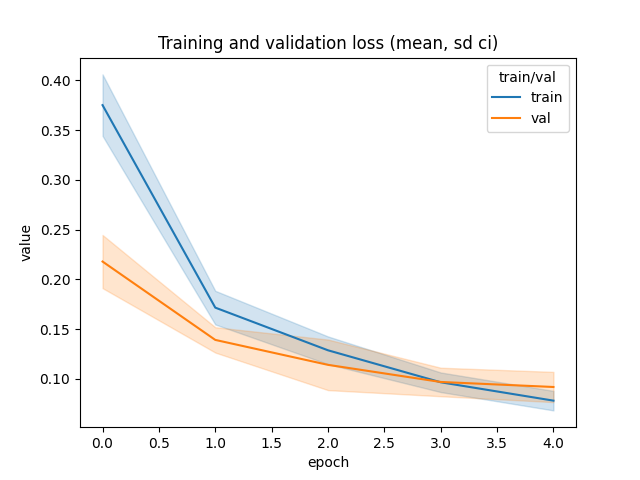 Training and validation loss (mean, sd ci)
train/val
train
val
value
0.40
0.35
0.30
0.25
0.20
0.15
0.10
0.0 0.5 1.0 1.5 2.0 2.5 3.0 3.5 4.0
epoch